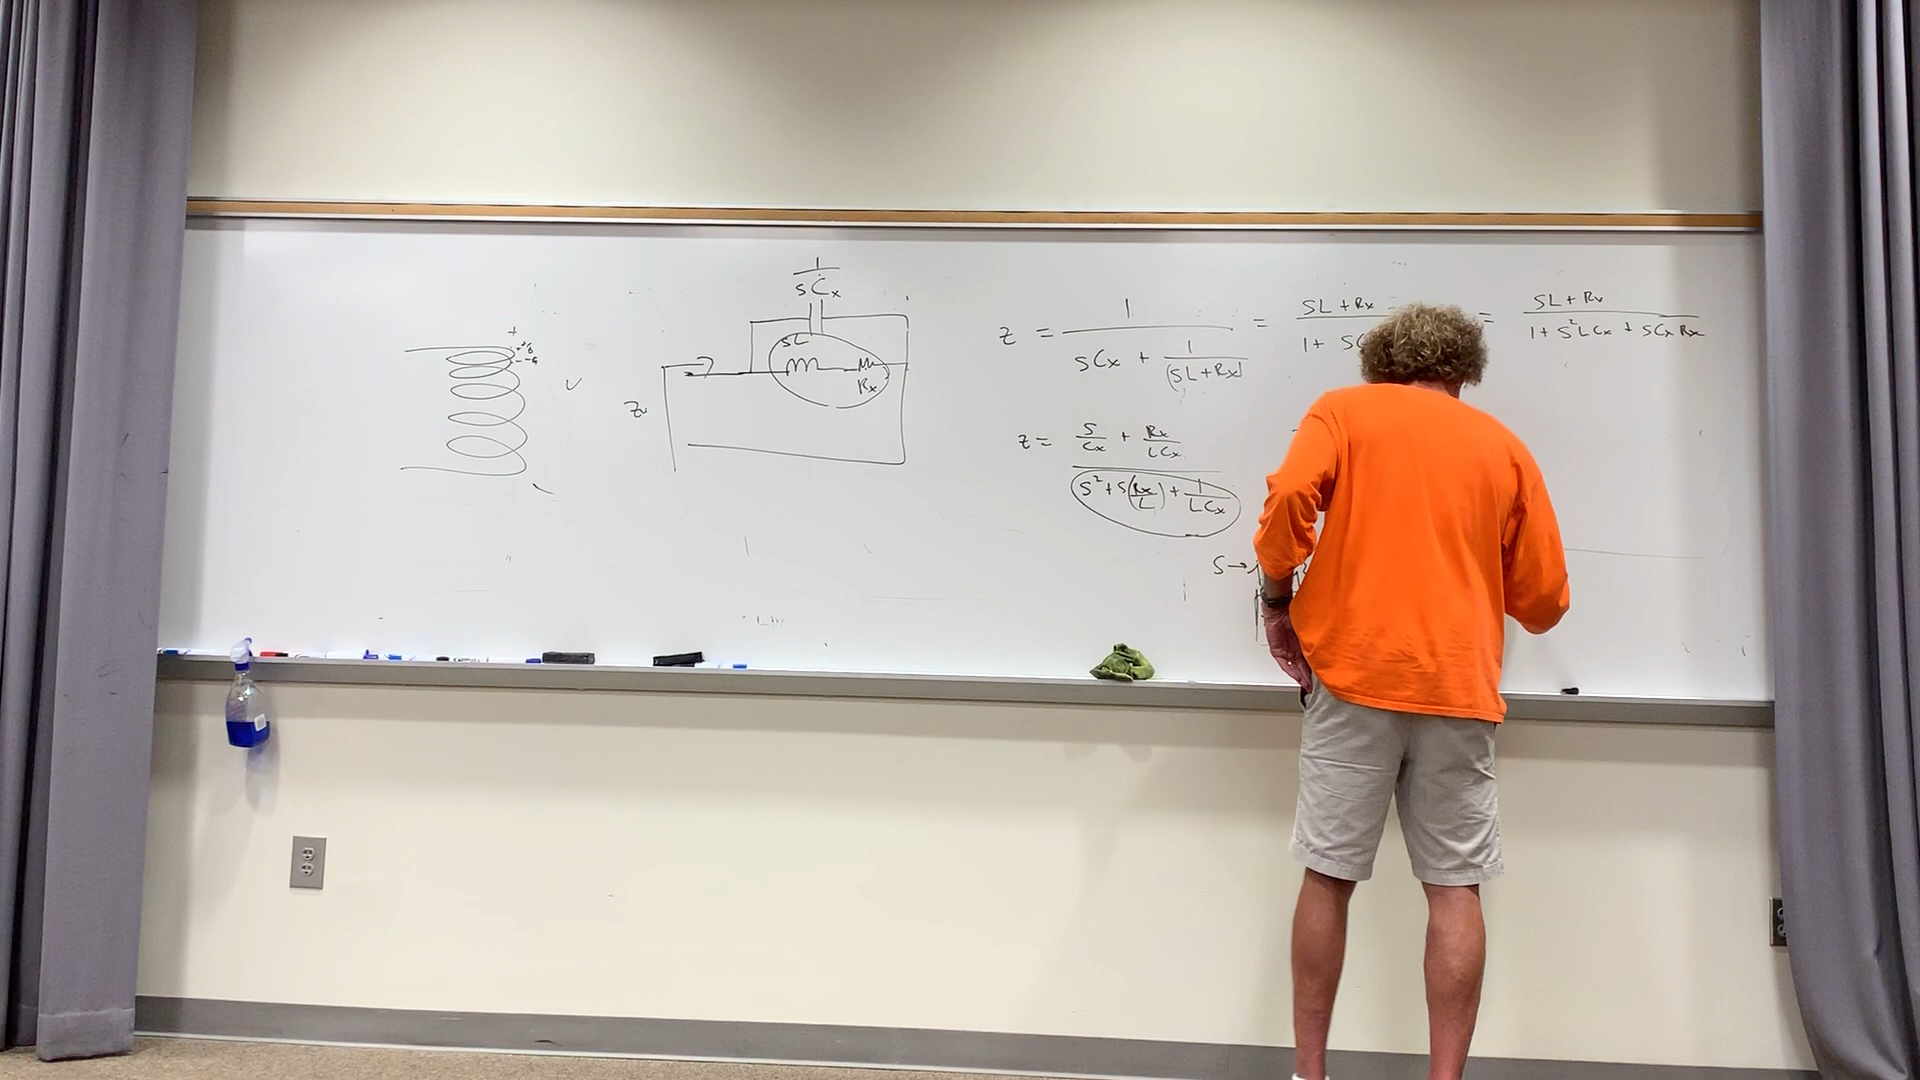 +
V
1
sCx
sL
Rx
Z
Z = 1 / (sCx + 1/(sL+Rx)) = sL+Rx / 1 + sC = sL+Rx / 1+s²LCx + sCxRx
Z = (s/Cx + Rx/LCx) / (s²+s(Rx/L)+1/LCx)
s→